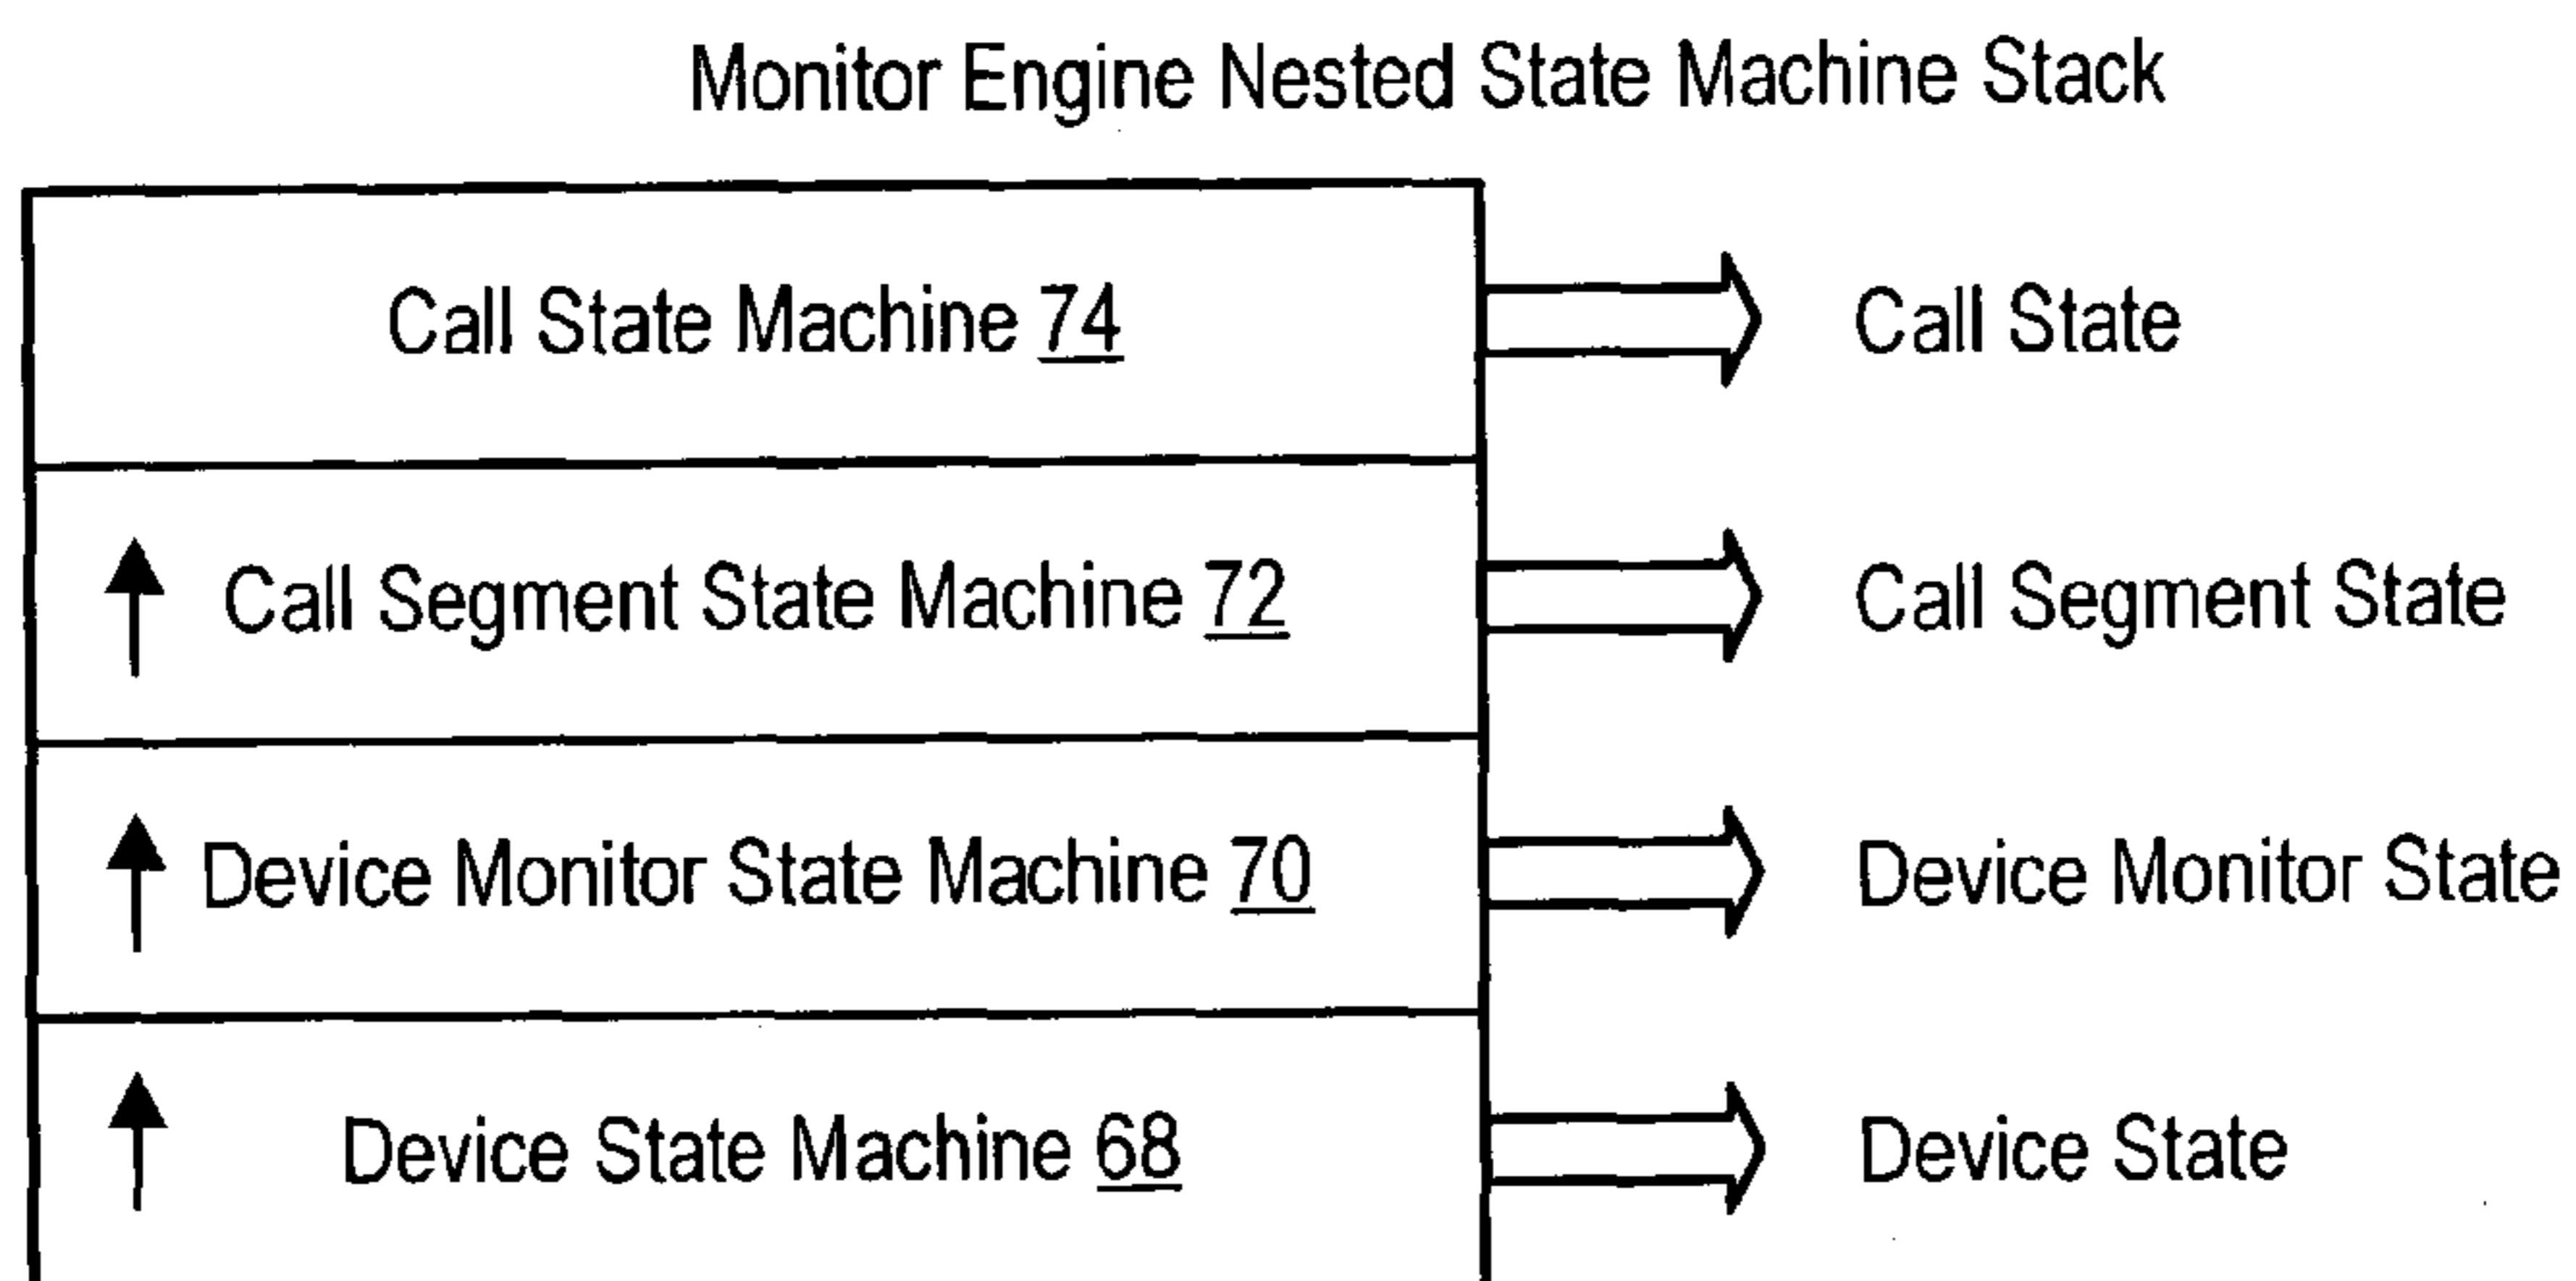 Monitor Engine Nested State Machine Stack
Call State Machine 74
Call State
Call Segment State Machine 72
Call Segment State
Device Monitor State Machine 70
Device Monitor State
Device State Machine 68
Device State